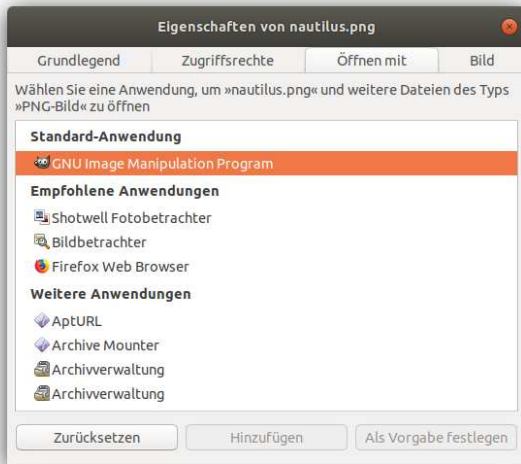 Eigenschaften von nautilus.png
Grundlegend Zugriffsrechte Öffnen mit Bild
Wählen Sie eine Anwendung, um »nautilus.png« und weitere Dateien des Typs
»PNG-Bild« zu öffnen
Standard-Anwendung
GNU Image Manipulation Program
Empfohlene Anwendungen
Shotwell Fotobetrachter
Bildbetrachter
Firefox Web Browser
Weitere Anwendungen
AptURL
Archive Mounter
Archivverwaltung
Archivverwaltung
Zurücksetzen Hinzufügen Als Vorgabe festlegen